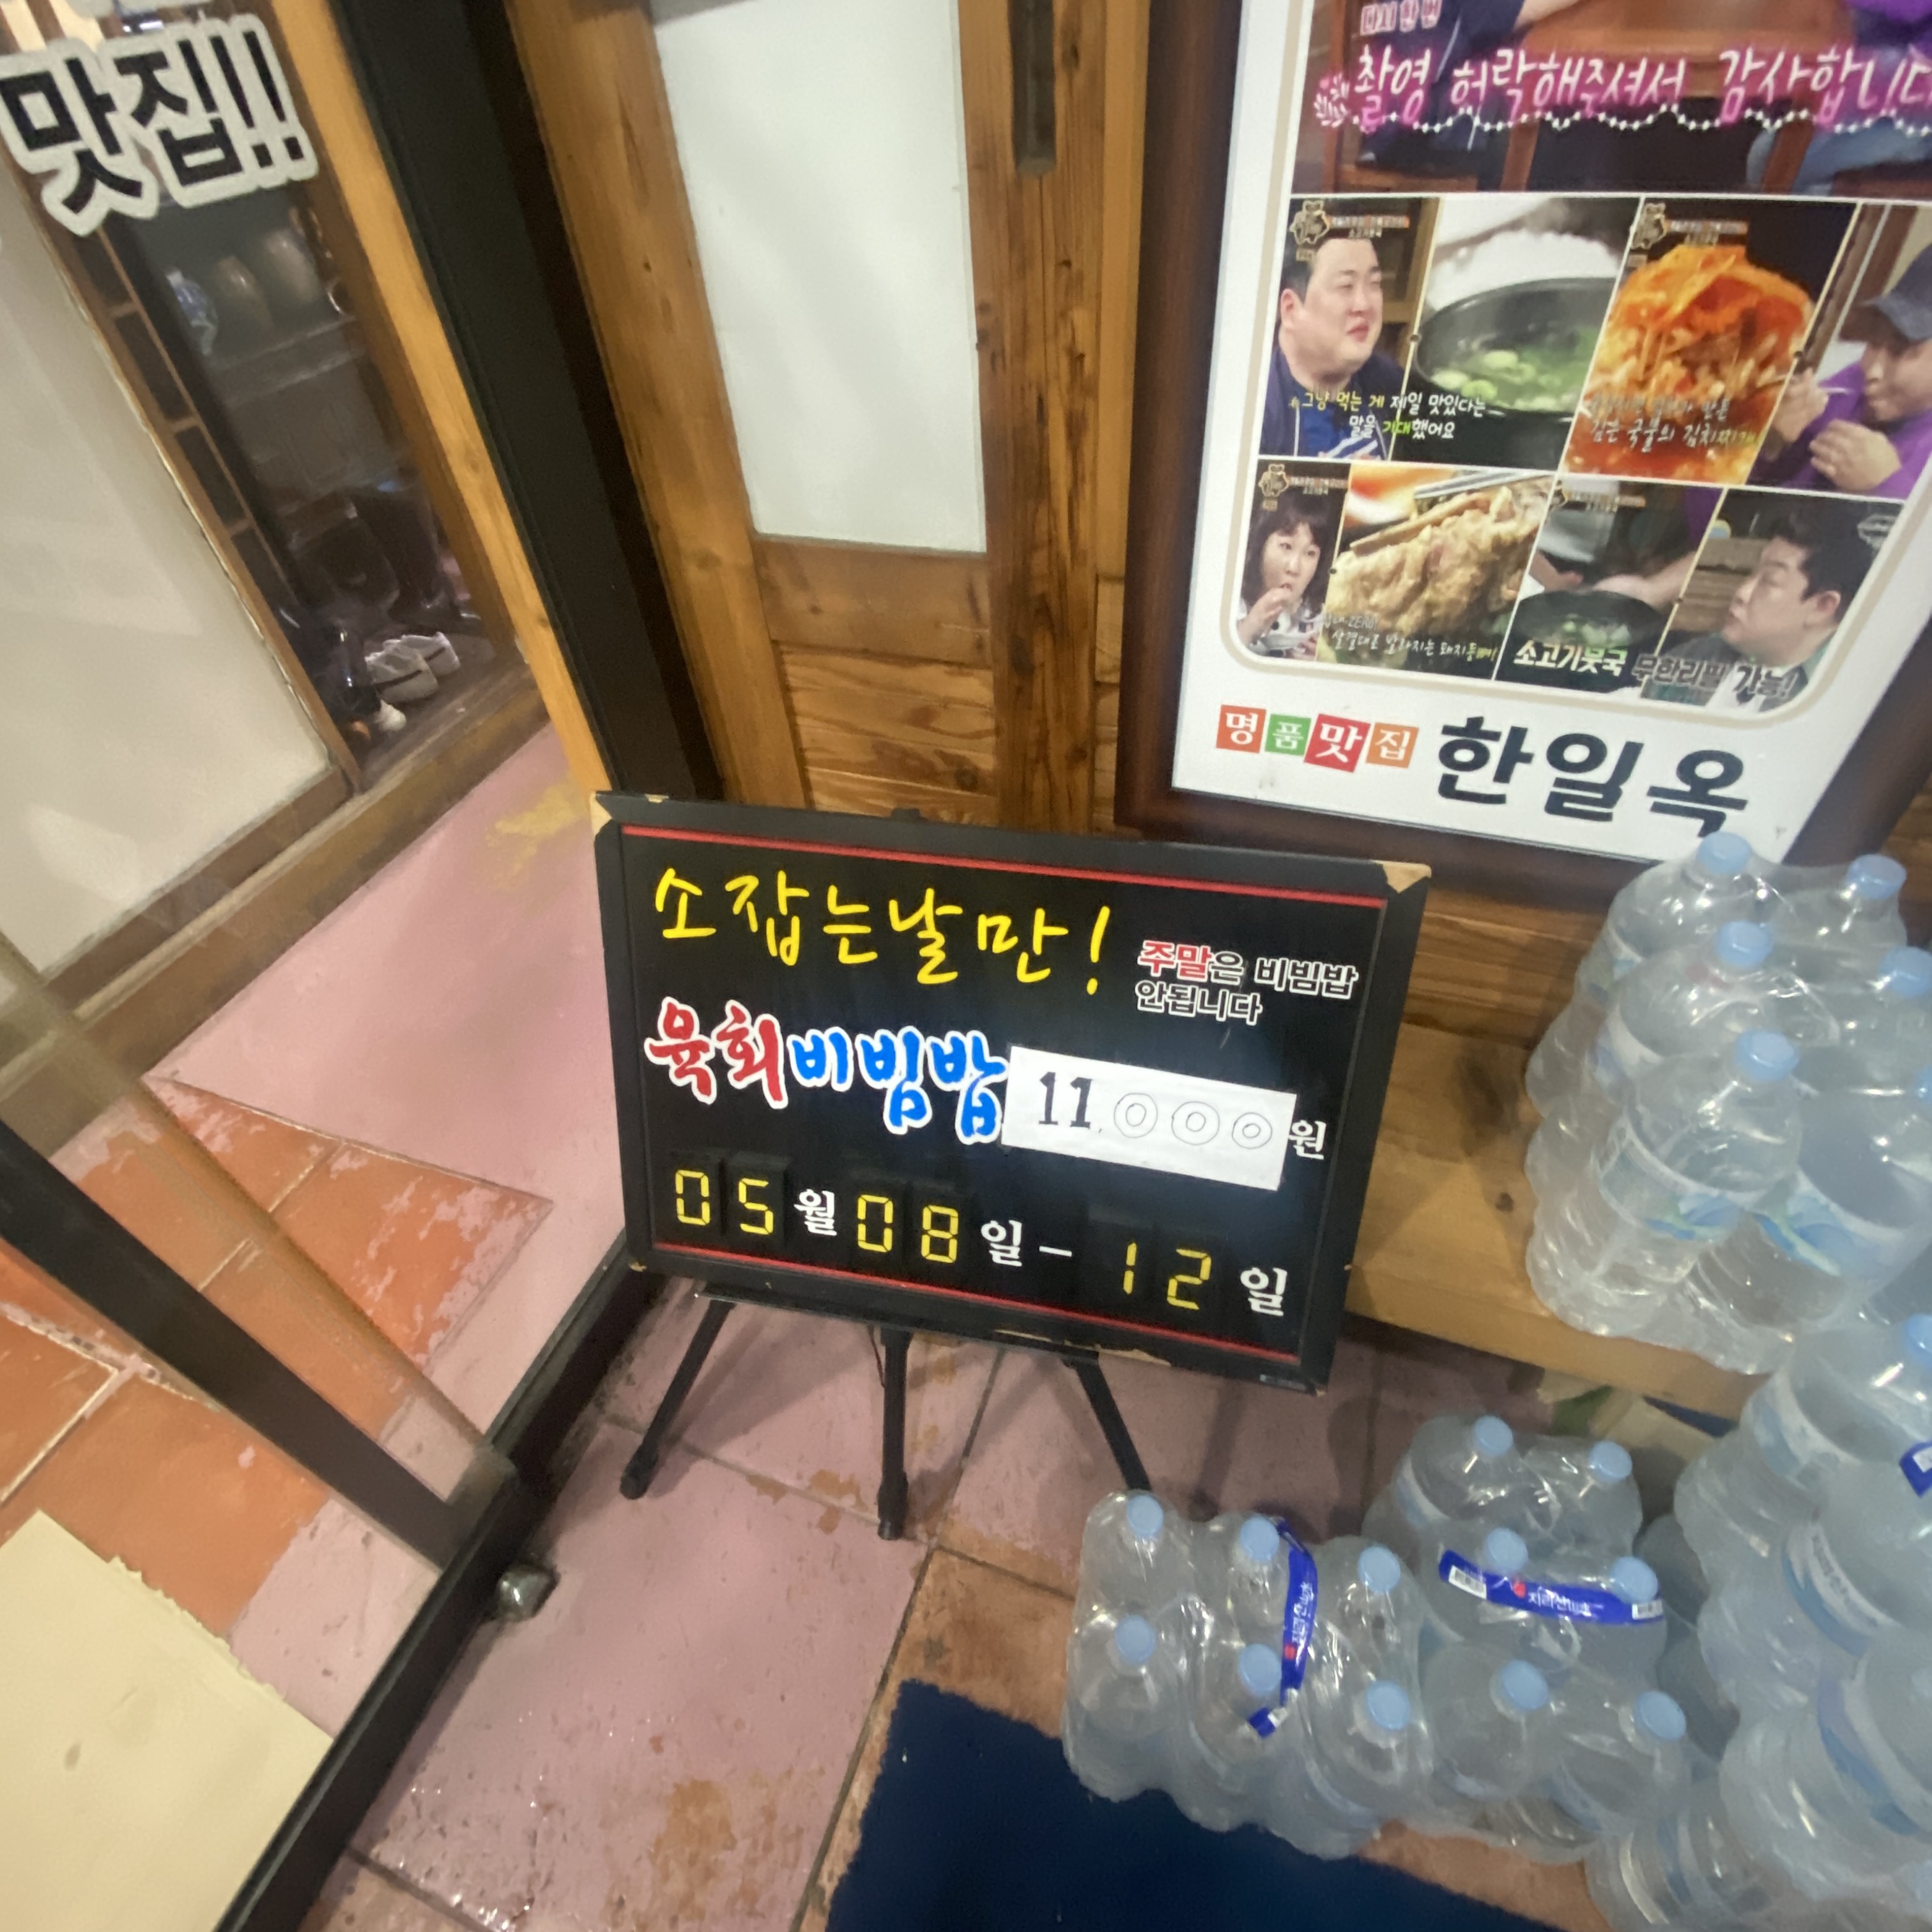 맛집!!
다시 한 번
촬영 허락해주셔서 감사합니다
그냥 먹는 게 제일 맛있다는
말을 기대했어요
소고기뭇국 무한리필 가능!
명품맛집 한일옥
소잡는날만!
주말은 비빔밥
안됩니다
육회비빔밥 11,000원
05월 08일 - 12일